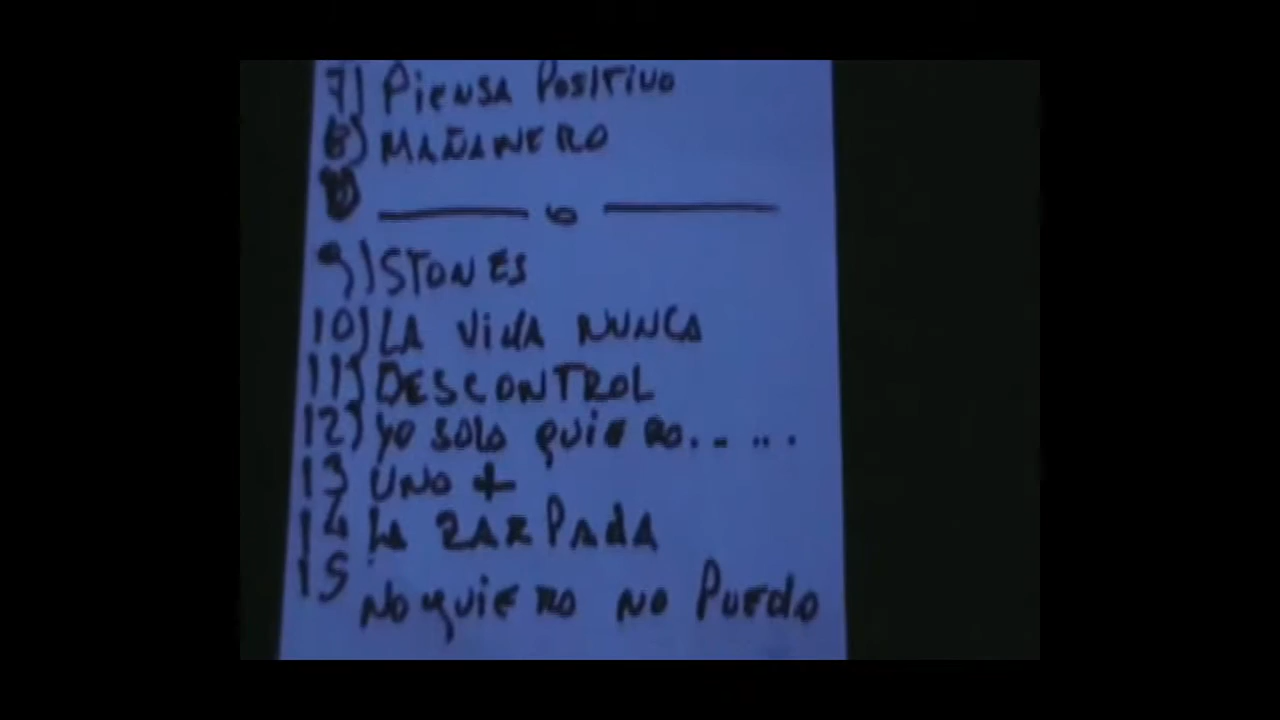 7) PIENSA POSITIVO
8) MAÑANERO
9) STONES
10) LA VIDA NUNCA
11) DESCONTROL
12) YO SOLO QUIERO.....
13 UNO +
14 LA ZARPADA
15 NO QUIERO NO PUEDO